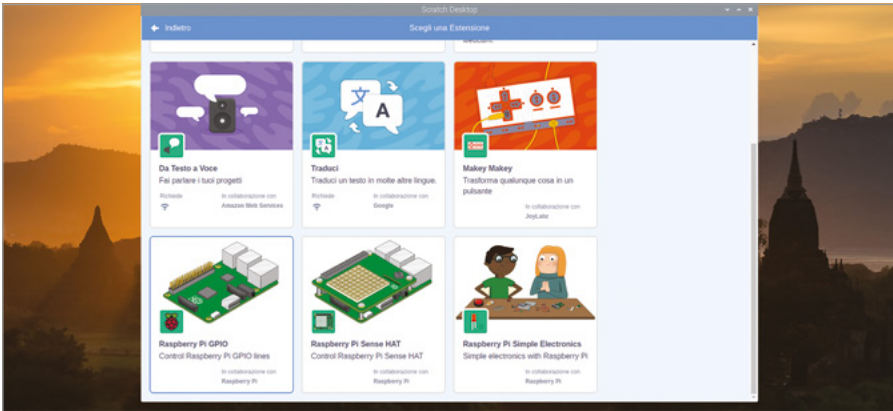 Scratch Desktop
Indietro
Scegli una Estensione
webcam.
A
Da Testo a Voce
Fai parlare i tuoi progetti
Richiede
In collaborazione con
Amazon Web Services
文
A
Traduci
Traduci un testo in molte altre lingue.
Richiede
In collaborazione con
Google
Makey Makey
Trasforma qualunque cosa in un
pulsante
In collaborazione con
JoyLabz
Raspberry Pi GPIO
Control Raspberry Pi GPIO lines
In collaborazione con
Raspberry Pi
Raspberry Pi Sense HAT
Control Raspberry Pi Sense HAT
In collaborazione con
Raspberry Pi
Raspberry Pi Simple Electronics
Simple electronics with Raspberry Pi
In collaborazione con
Raspberry Pi